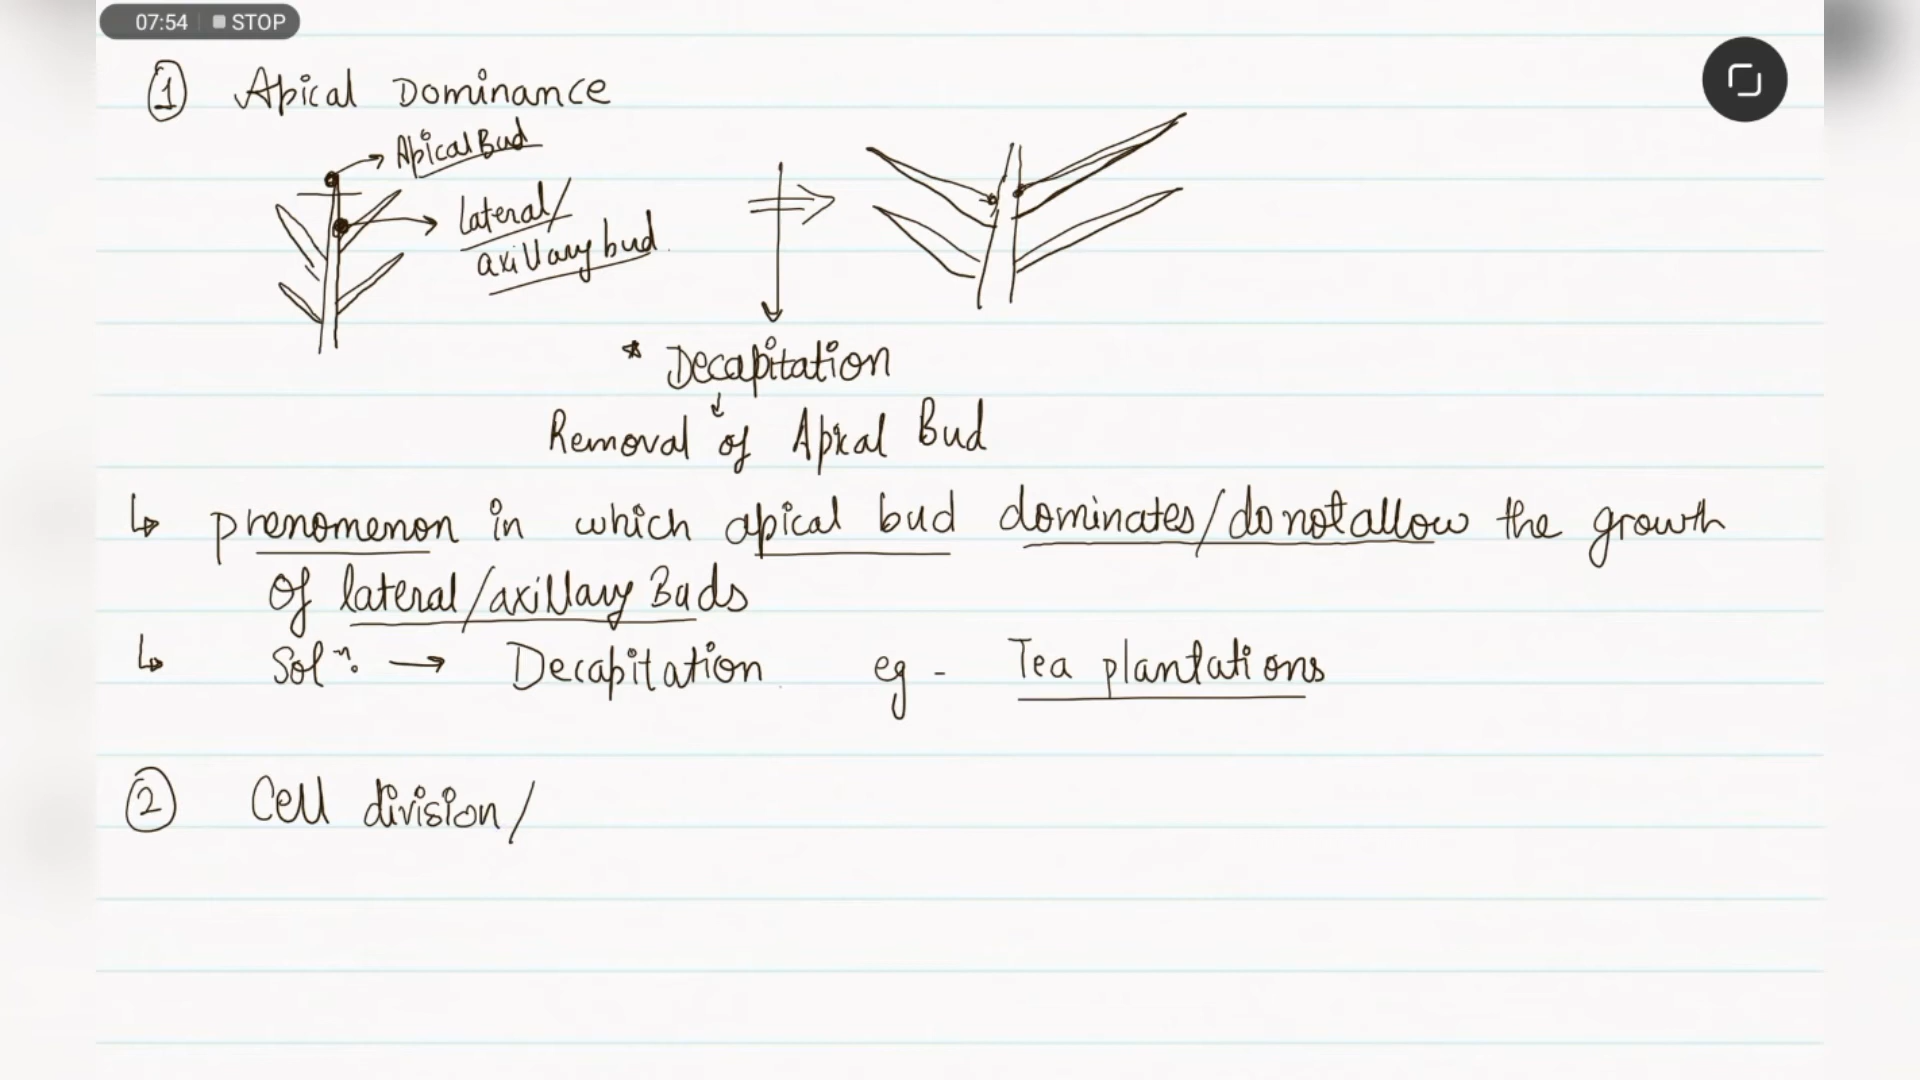 07:54 STOP
① Apical Dominance
Apical Bud
Lateral/
axillary bud
* Decapitation
Removal of Apical Bud
↳ phenomenon in which apical bud dominates/do not allow the growth
of lateral/axillary Buds
↳ Solⁿ. → Decapitation eg - Tea plantations
② Cell division/